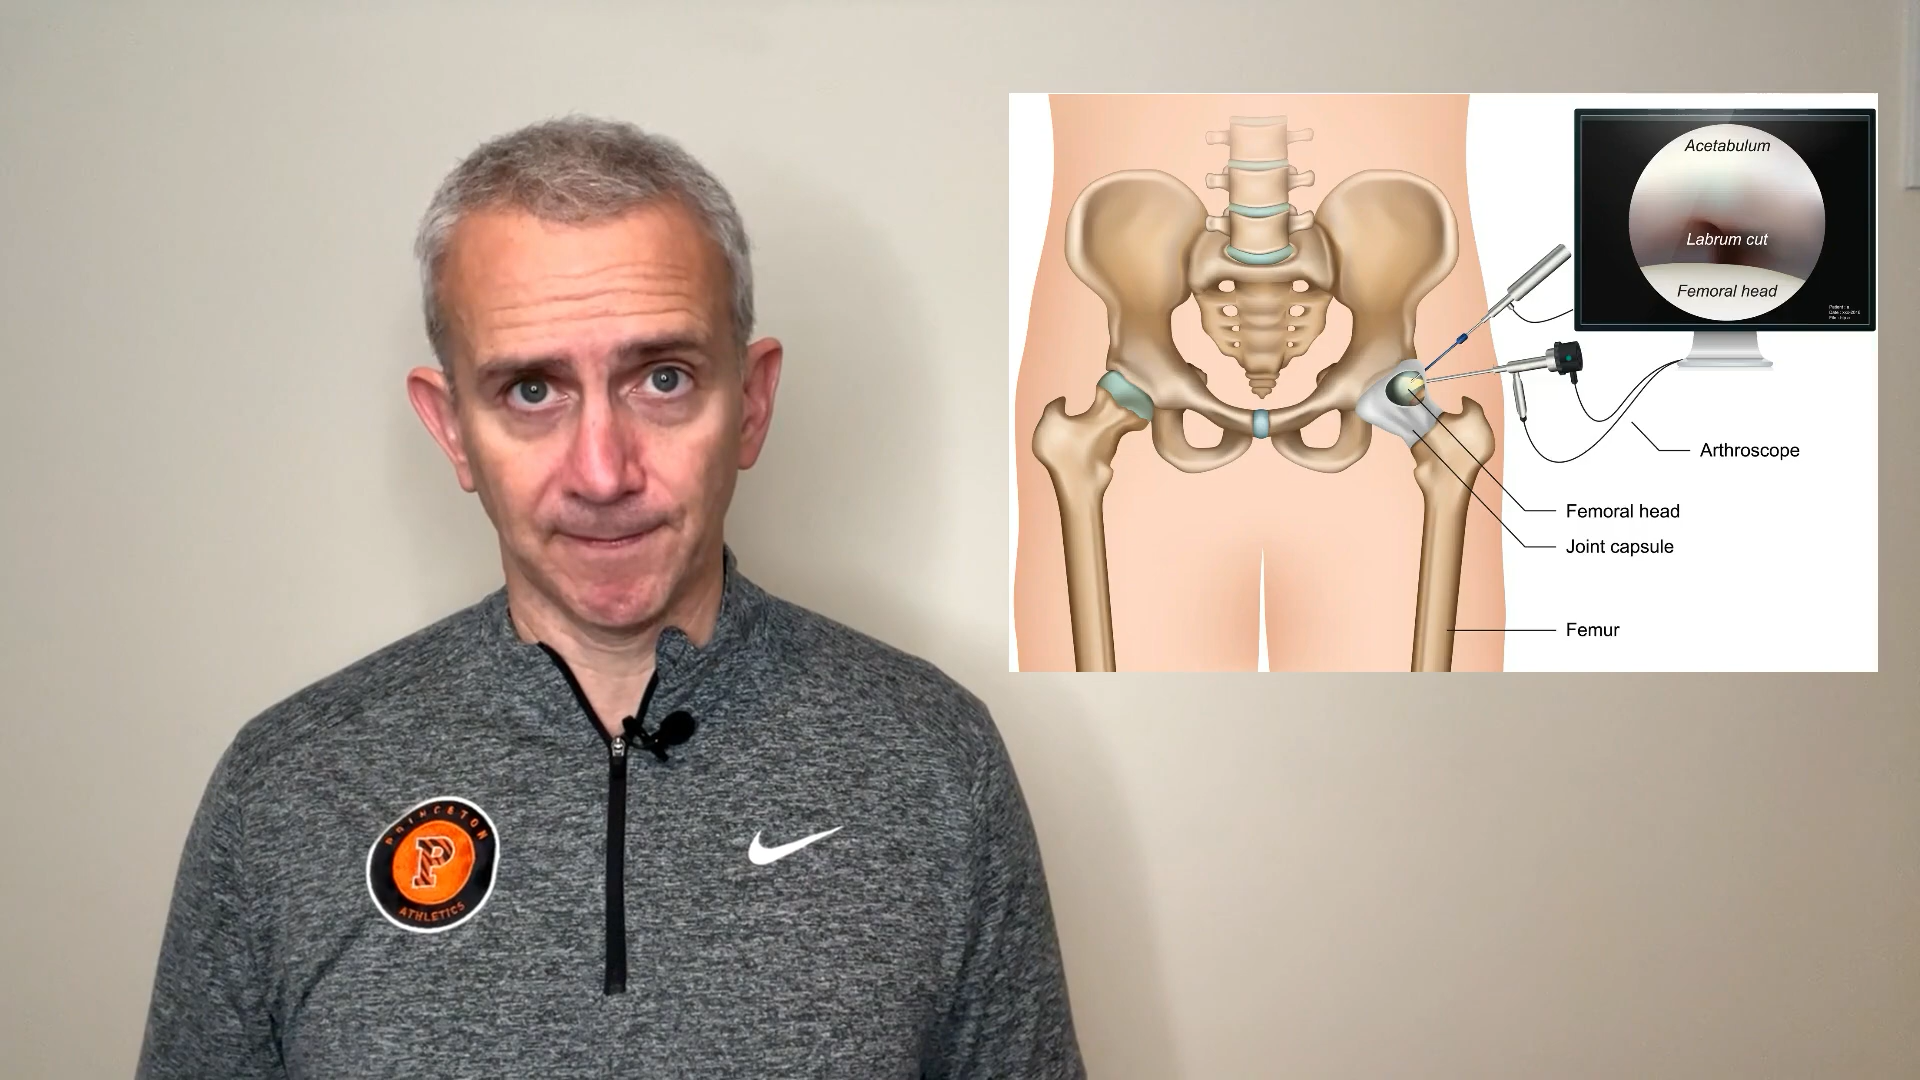 PRINCETON
P
ATHLETICS
Acetabulum
Labrum cut
Femoral head
Arthroscope
Femoral head
Joint capsule
Femur